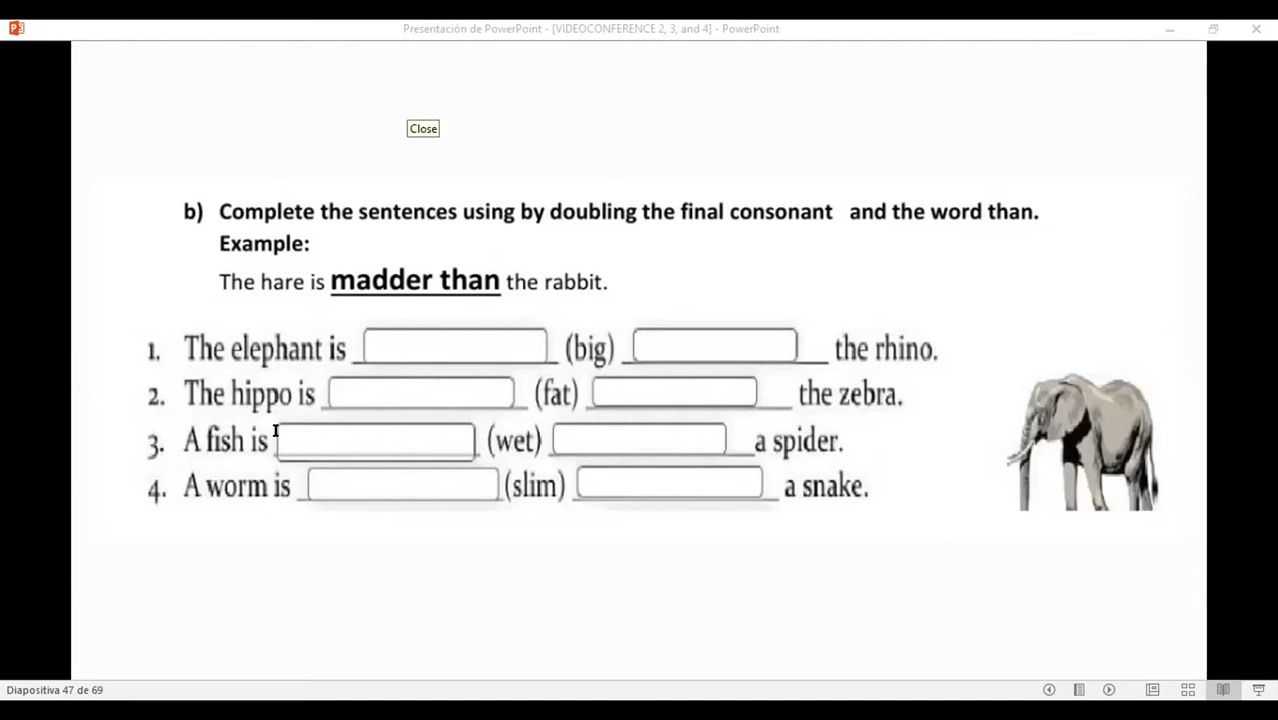 Presentación de PowerPoint - [VIDEOCONFERENCE 2, 3, and 4] - PowerPoint
Close
b) Complete the sentences using by doubling the final consonant and the word than.
Example:
The hare is madder than the rabbit.
1. The elephant is (big) the rhino.
2. The hippo is (fat) the zebra.
3. A fish is (wet) a spider.
4. A worm is (slim) a snake.
Diapositiva 47 de 69